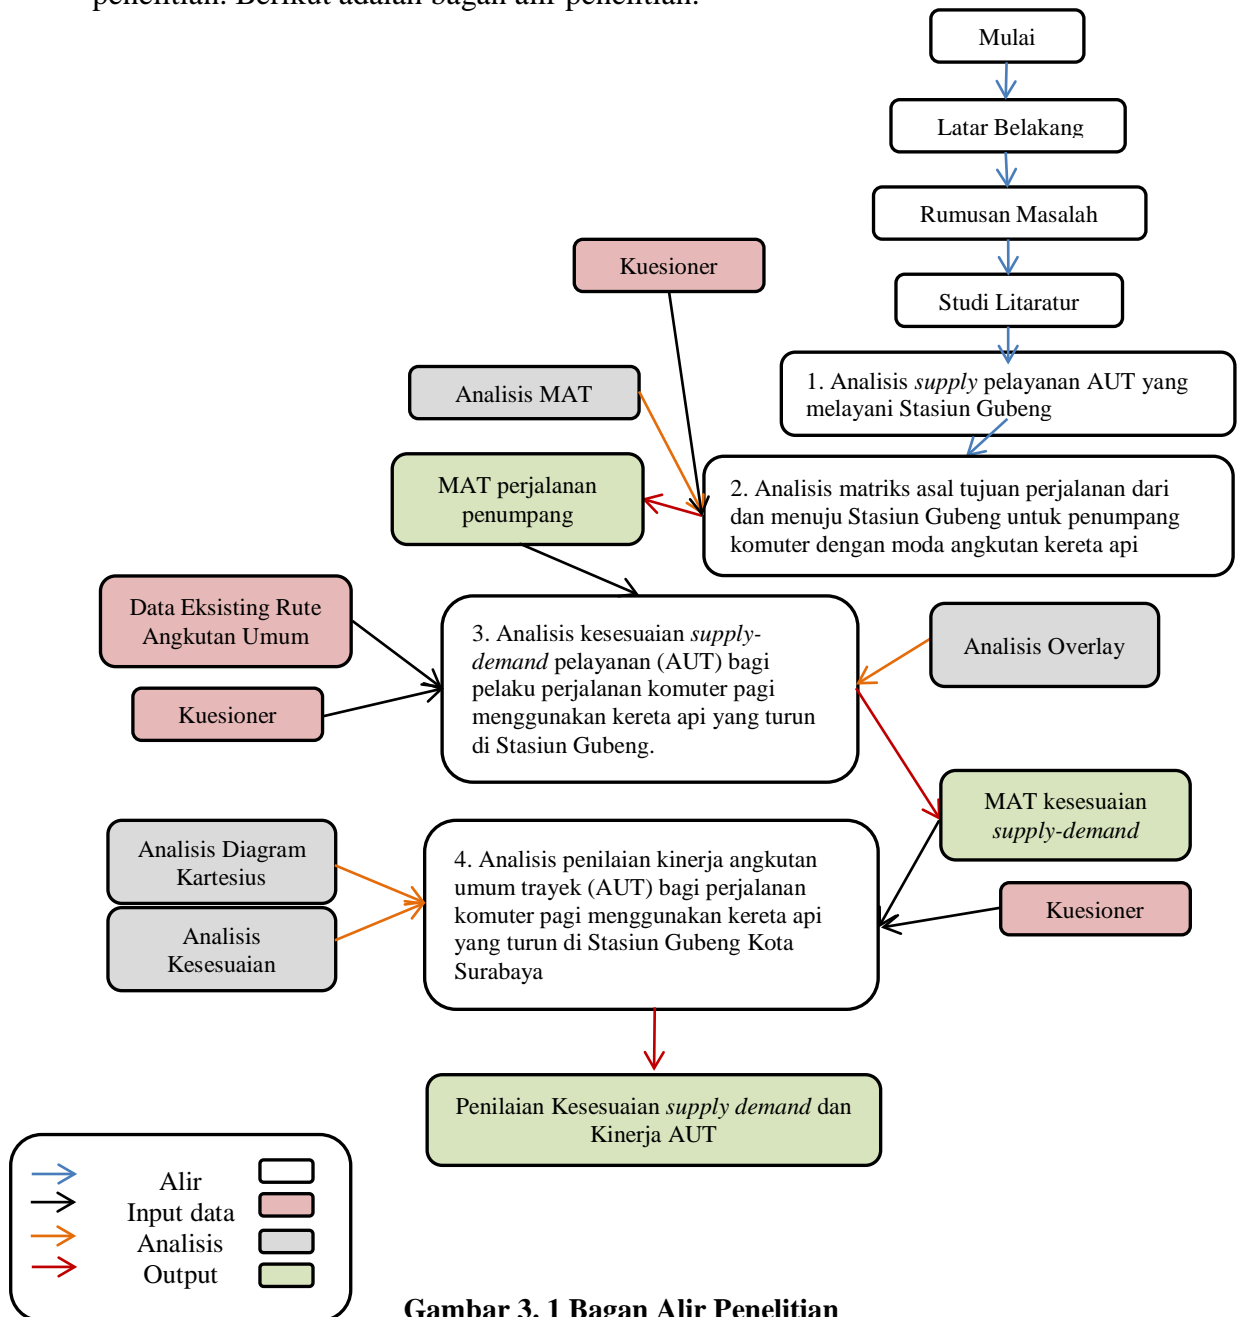 penelitian. Berikut adalah bagan alir penelitian.
Mulai
Latar Belakang
Rumusan Masalah
Kuesioner
Studi Litaratur
1. Analisis supply pelayanan AUT yang
melayani Stasiun Gubeng
Analisis MAT
MAT perjalanan
penumpang
2. Analisis matriks asal tujuan perjalanan dari
dan menuju Stasiun Gubeng untuk penumpang
komuter dengan moda angkutan kereta api
Data Eksisting Rute
Angkutan Umum
Kuesioner
3. Analisis kesesuaian supply-
demand pelayanan (AUT) bagi
pelaku perjalanan komuter pagi
menggunakan kereta api yang turun
di Stasiun Gubeng.
Analisis Overlay
MAT kesesuaian
supply-demand
Analisis Diagram
Kartesius
Analisis
Kesesuaian
4. Analisis penilaian kinerja angkutan
umum trayek (AUT) bagi perjalanan
komuter pagi menggunakan kereta api
yang turun di Stasiun Gubeng Kota
Surabaya
Kuesioner
Penilaian Kesesuaian supply demand dan
Kinerja AUT
Alir
Input data
Analisis
Output
Gambar 3. 1 Bagan Alir Penelitian